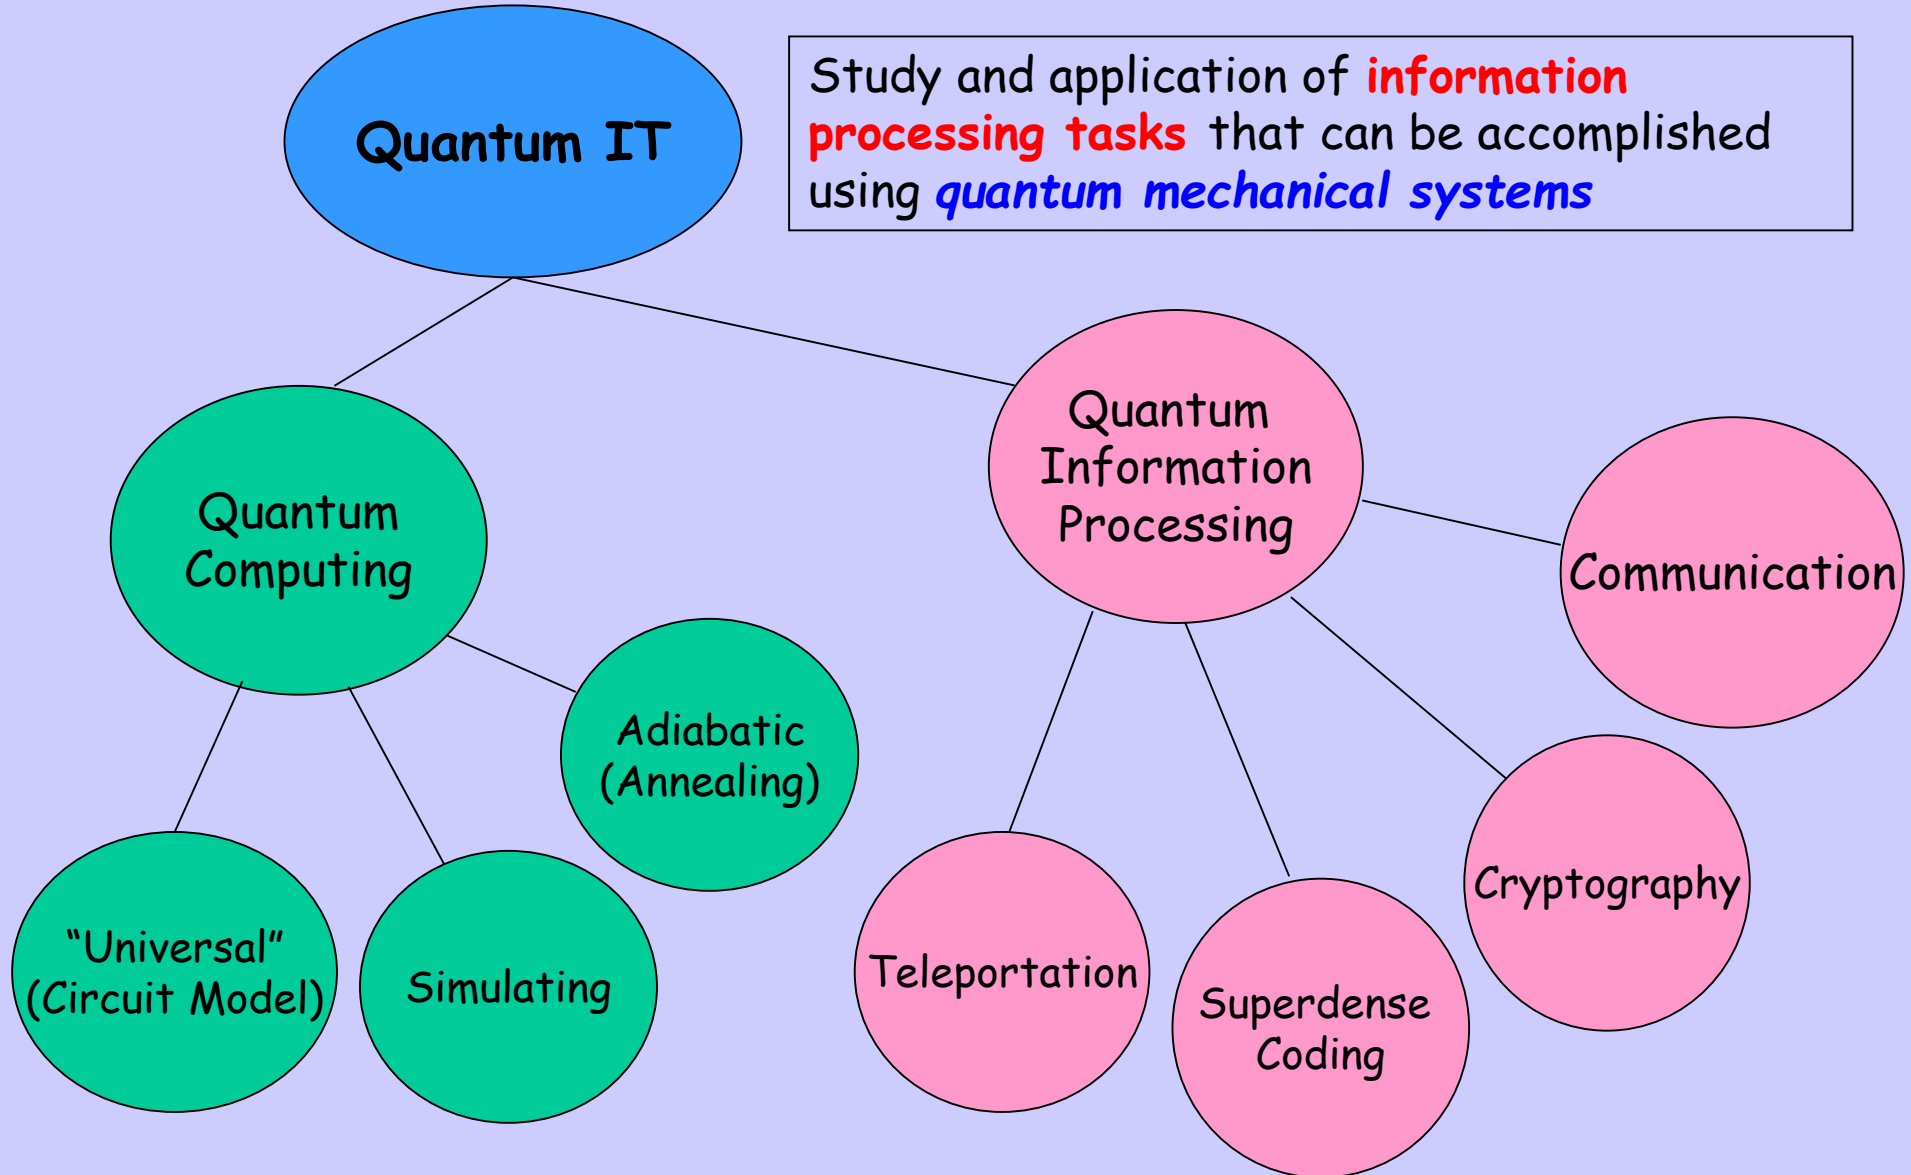 Quantum IT
Study and application of information
processing tasks that can be accomplished
using quantum mechanical systems
Quantum
Computing
Quantum
Information
Processing
Communication
Adiabatic
(Annealing)
“Universal”
(Circuit Model)
Simulating
Teleportation
Superdense
Coding
Cryptography